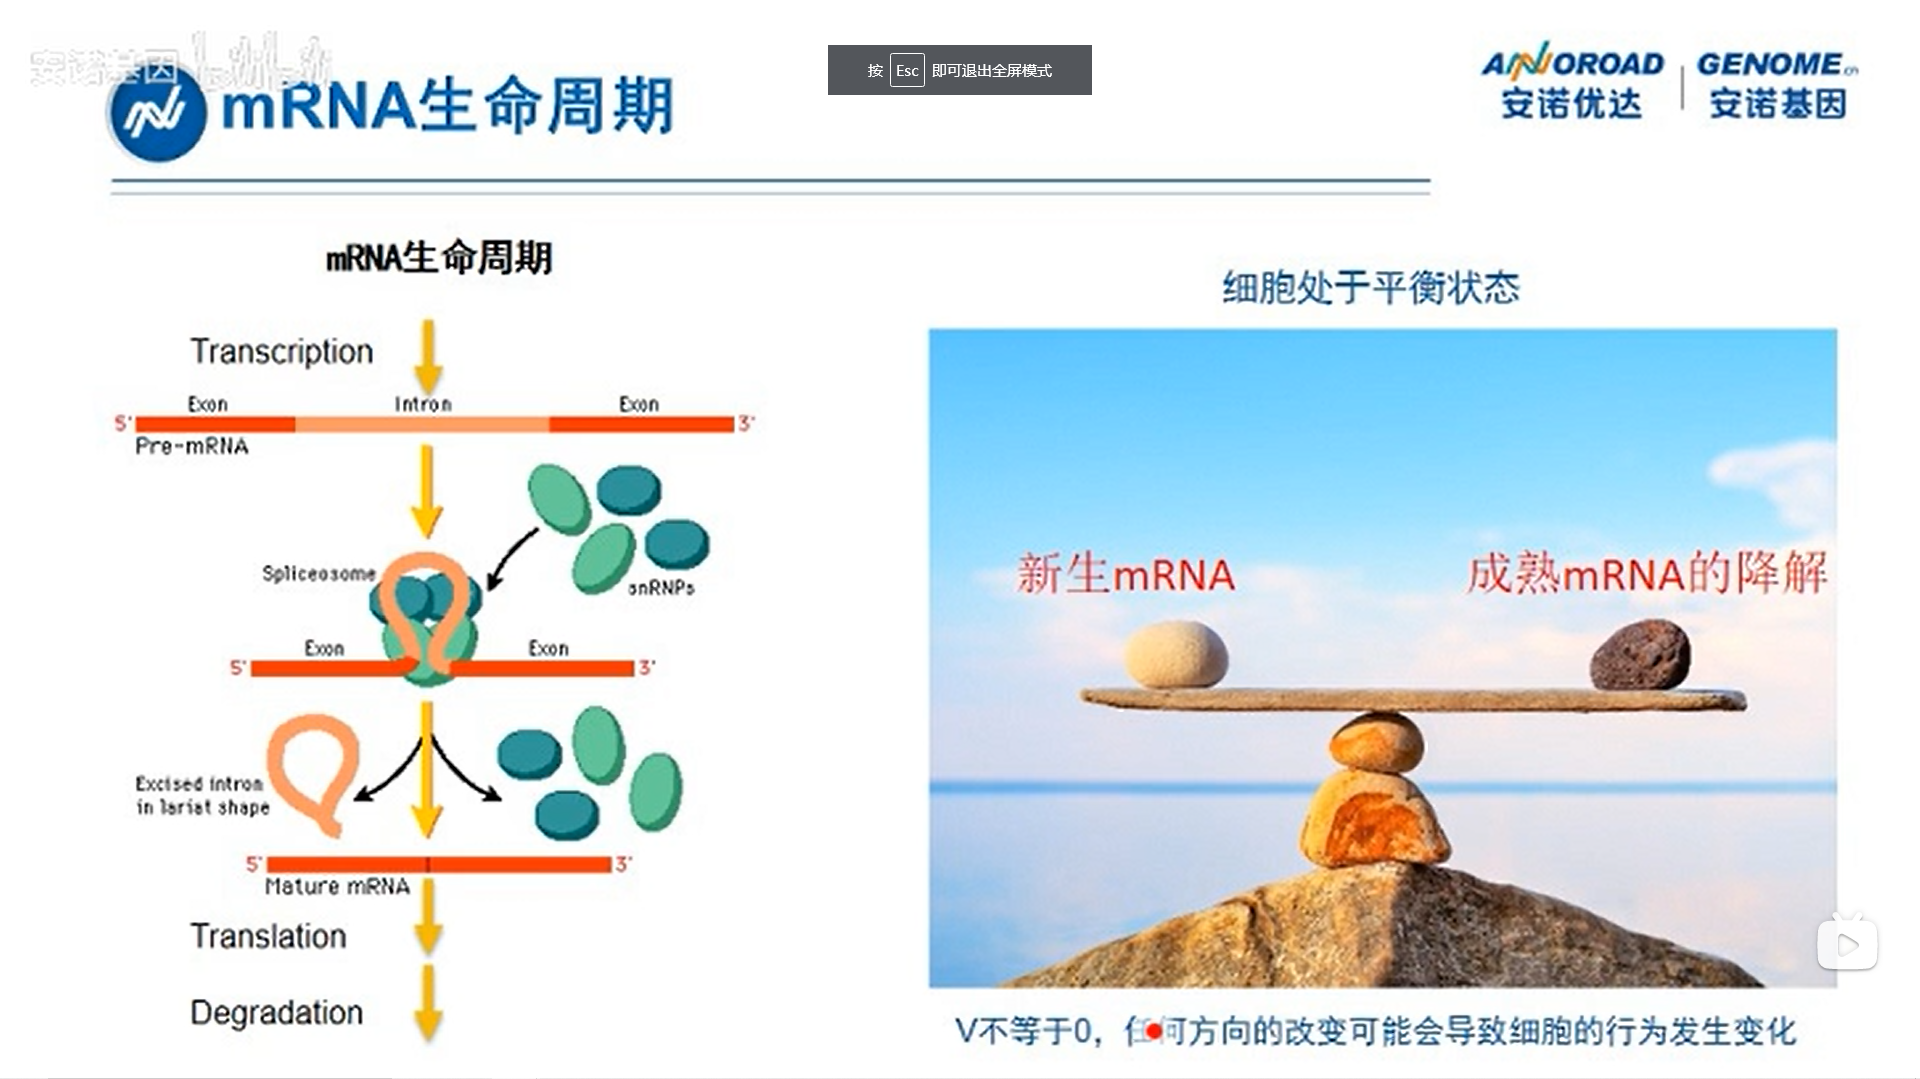 安诺基因 bilibili
按 Esc 即可退出全屏模式
ANOROAD
安诺优达
GENOME.cn
安诺基因
mRNA生命周期
mRNA生命周期
Transcription
Exon Intron Exon
5' 3'
Pre-mRNA
Spliceosome
snRNPs
Exon Exon
5' 3'
Excised intron
in lariat shape
5' 3'
Mature mRNA
Translation
Degradation
细胞处于平衡状态
新生mRNA
成熟mRNA的降解
V不等于0，任何方向的改变可能会导致细胞的行为发生变化